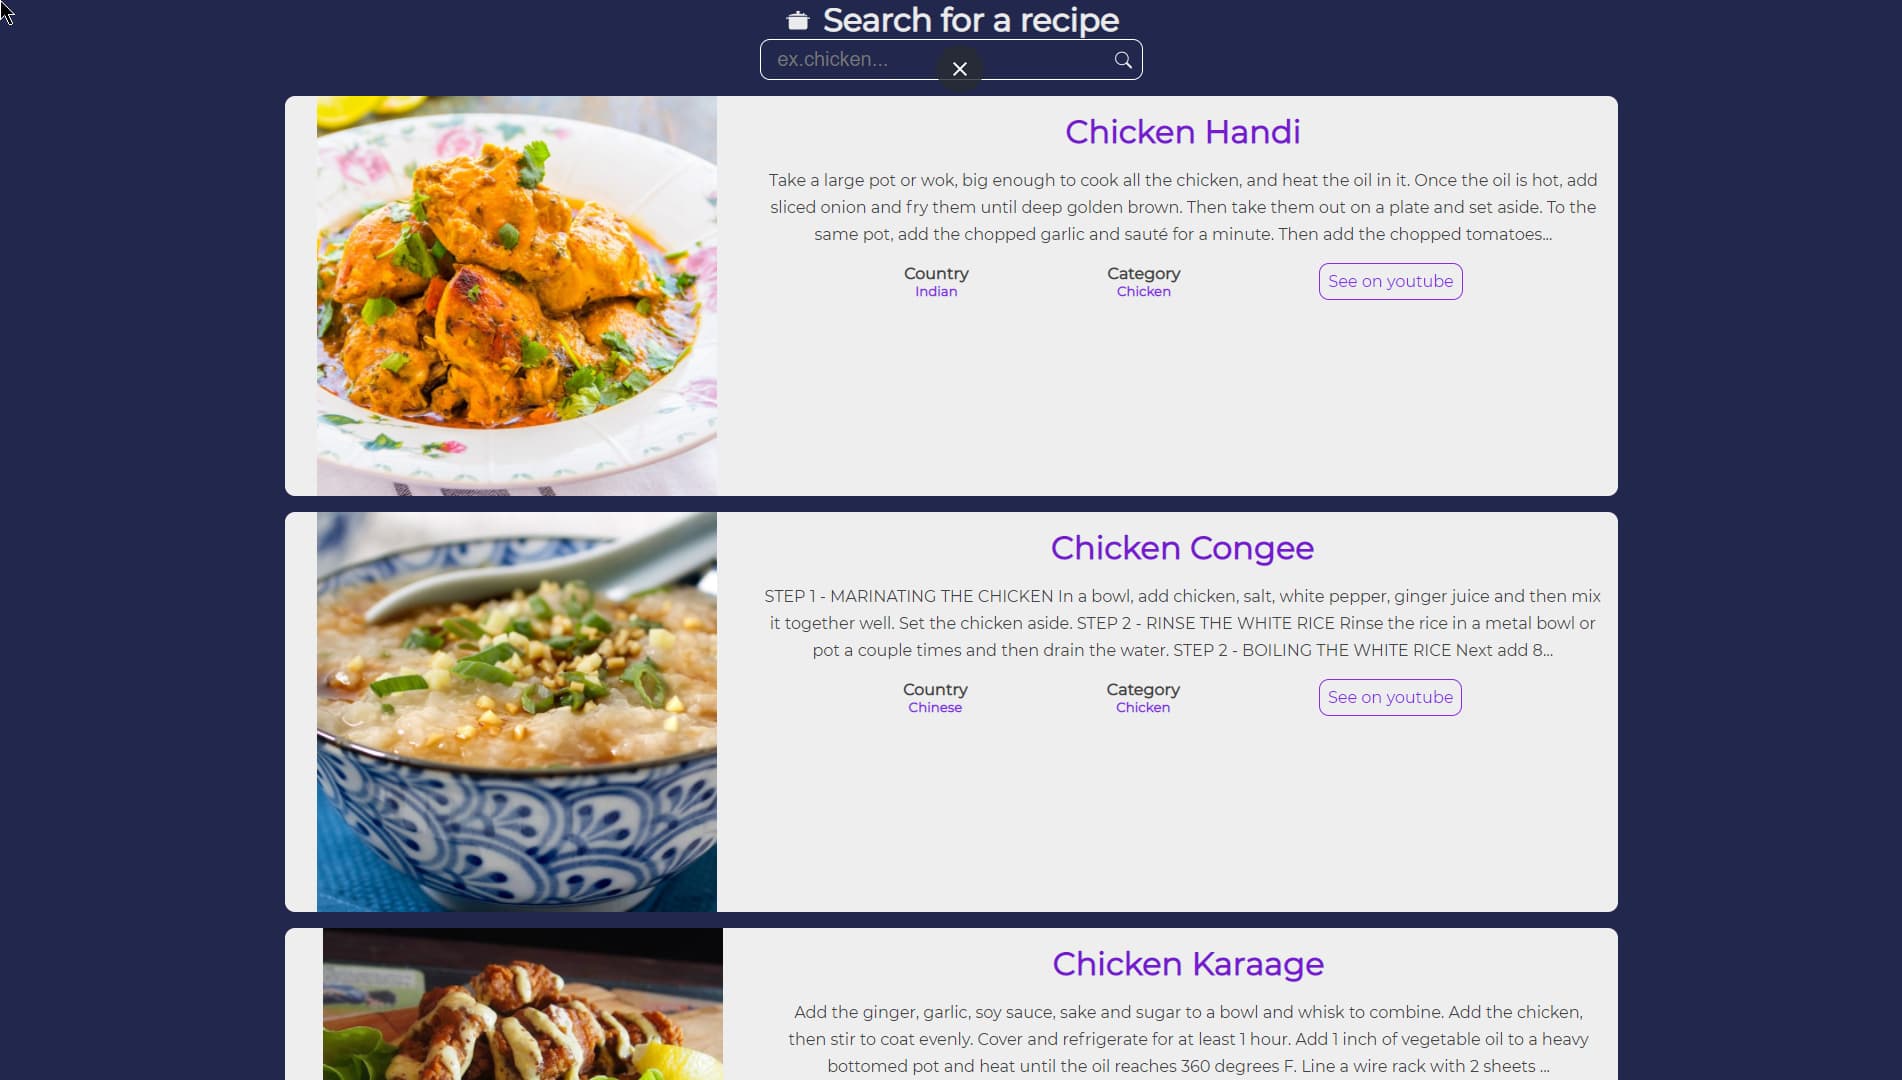 Search for a recipe
ex.chicken...
Chicken Handi
Take a large pot or wok, big enough to cook all the chicken, and heat the oil in it. Once the oil is hot, add
sliced onion and fry them until deep golden brown. Then take them out on a plate and set aside. To the
same pot, add the chopped garlic and sauté for a minute. Then add the chopped tomatoes...
Country
Indian
Category
Chicken
See on youtube
Chicken Congee
STEP 1 - MARINATING THE CHICKEN In a bowl, add chicken, salt, white pepper, ginger juice and then mix
it together well. Set the chicken aside. STEP 2 - RINSE THE WHITE RICE Rinse the rice in a metal bowl or
pot a couple times and then drain the water. STEP 2 - BOILING THE WHITE RICE Next add 8...
Country
Chinese
Category
Chicken
See on youtube
Chicken Karaage
Add the ginger, garlic, soy sauce, sake and sugar to a bowl and whisk to combine. Add the chicken,
then stir to coat evenly. Cover and refrigerate for at least 1 hour. Add 1 inch of vegetable oil to a heavy
bottomed pot and heat until the oil reaches 360 degrees F. Line a wire rack with 2 sheets ...